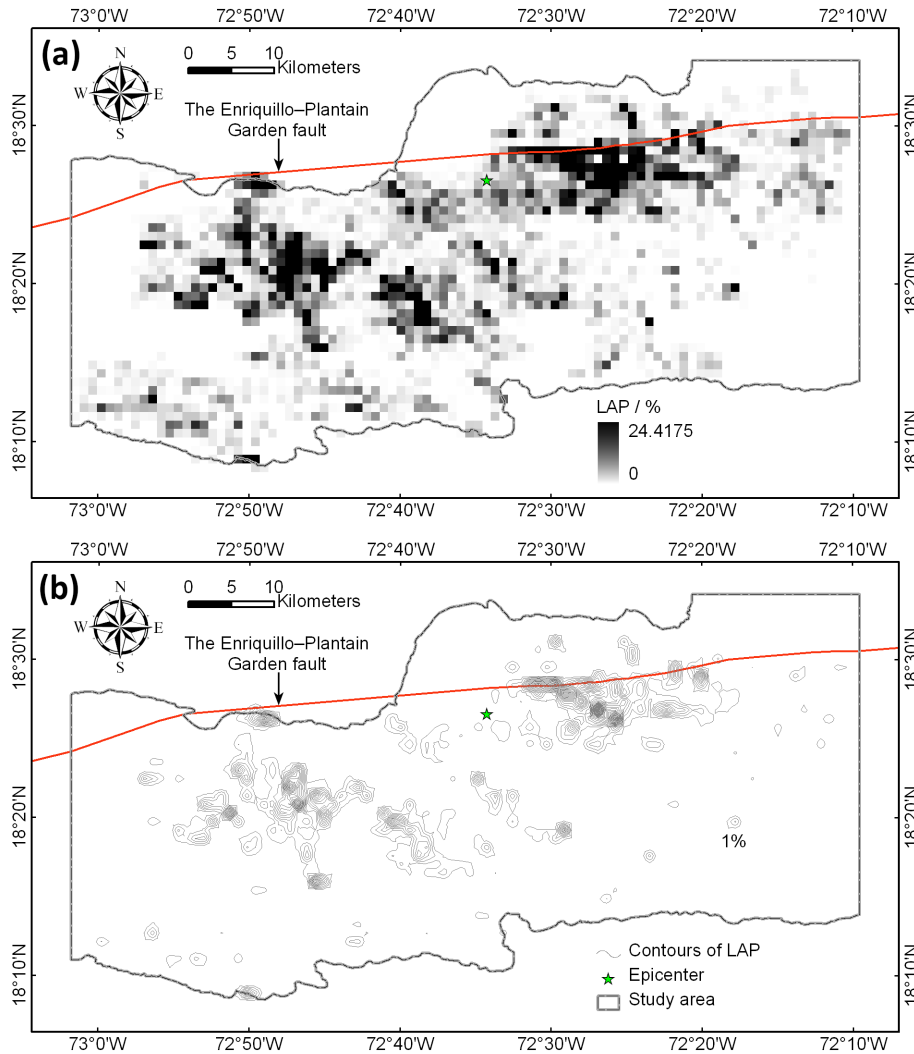 73°0'W 72°50'W 72°40'W 72°30'W 72°20'W 72°10'W
(a)
N
W E
S
0 5 10
Kilometers
The Enriquillo–Plantain
Garden fault
18°30'N 18°30'N
18°20'N 18°20'N
18°10'N 18°10'N
LAP / %
24.4175
0
73°0'W 72°50'W 72°40'W 72°30'W 72°20'W 72°10'W
73°0'W 72°50'W 72°40'W 72°30'W 72°20'W 72°10'W
(b)
N
W E
S
0 5 10
Kilometers
The Enriquillo–Plantain
Garden fault
18°30'N 18°30'N
18°20'N 18°20'N
1%
18°10'N 18°10'N
Contours of LAP
Epicenter
Study area
73°0'W 72°50'W 72°40'W 72°30'W 72°20'W 72°10'W